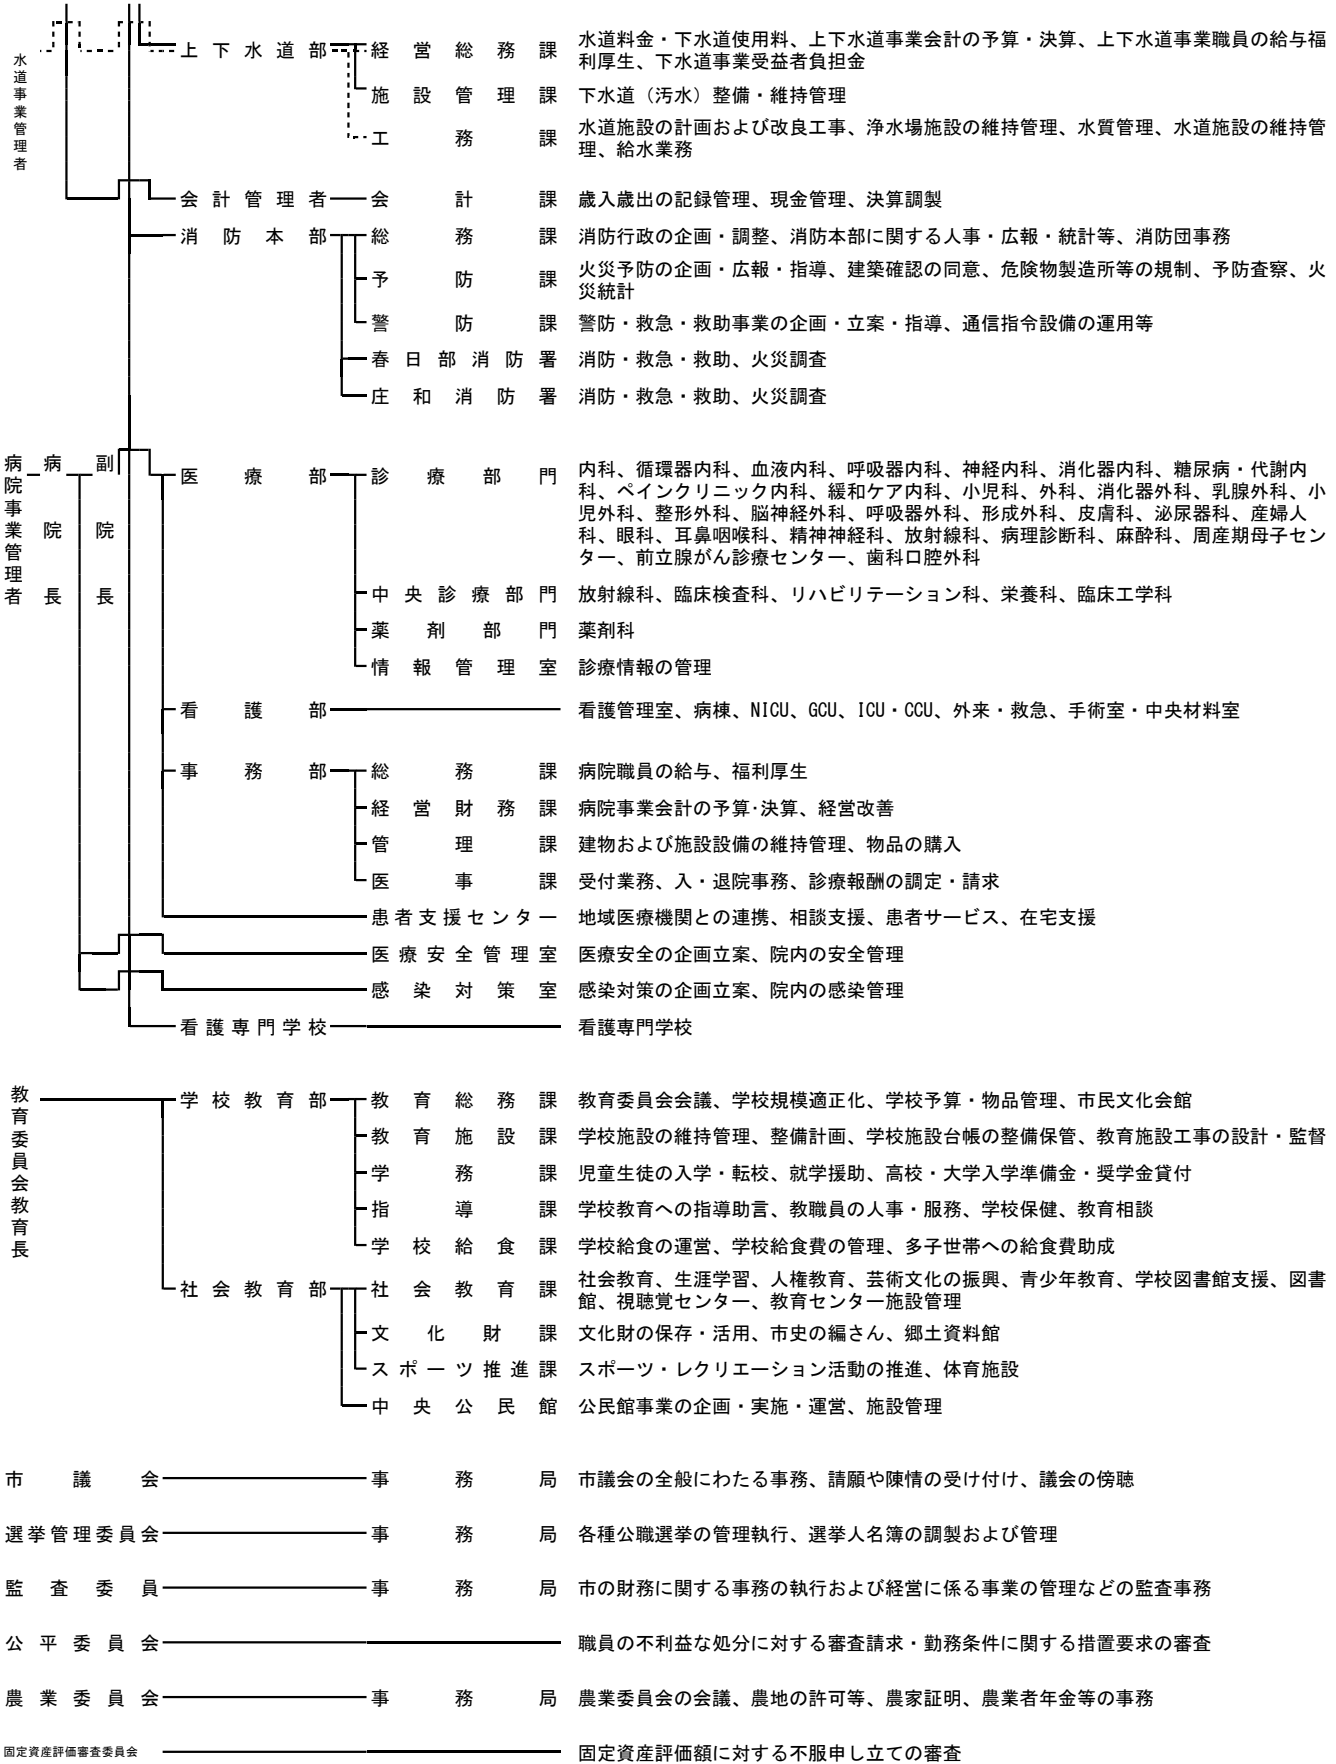 水道事業管理者
上下水道部 経営総務課 水道料金・下水道使用料、上下水道事業会計の予算・決算、上下水道事業職員の給与福
利厚生、下水道事業受益者負担金
施設管理課 下水道（汚水）整備・維持管理
工務課 水道施設の計画および改良工事、浄水場施設の維持管理、水質管理、水道施設の維持管
理、給水業務
会計管理者 会計課 歳入歳出の記録管理、現金管理、決算調製
消防本部 総務課 消防行政の企画・調整、消防本部に関する人事・広報・統計等、消防団事務
予防課 火災予防の企画・広報・指導、建築確認の同意、危険物製造所等の規制、予防査察、火
災統計
警防課 警防・救急・救助事業の企画・立案・指導、通信指令設備の運用等
春日部消防署 消防・救急・救助、火災調査
庄和消防署 消防・救急・救助、火災調査
病院事業管理者
病院長
副院長
医療部 診療部門 内科、循環器内科、血液内科、呼吸器内科、神経内科、消化器内科、糖尿病・代謝内
科、ペインクリニック内科、緩和ケア内科、小児科、外科、消化器外科、乳腺外科、小
児外科、整形外科、脳神経外科、呼吸器外科、形成外科、皮膚科、泌尿器科、産婦人
科、眼科、耳鼻咽喉科、精神神経科、放射線科、病理診断科、麻酔科、周産期母子セン
ター、前立腺がん診療センター、歯科口腔外科
中央診療部門 放射線科、臨床検査科、リハビリテーション科、栄養科、臨床工学科
薬剤部門 薬剤科
情報管理室 診療情報の管理
看護部 看護管理室、病棟、NICU、GCU、ICU・CCU、外来・救急、手術室・中央材料室
事務部 総務課 病院職員の給与、福利厚生
経営財務課 病院事業会計の予算･決算、経営改善
管理課 建物および施設設備の維持管理、物品の購入
医事課 受付業務、入・退院事務、診療報酬の調定・請求
患者支援センター 地域医療機関との連携、相談支援、患者サービス、在宅支援
医療安全管理室 医療安全の企画立案、院内の安全管理
感染対策室 感染対策の企画立案、院内の感染管理
看護専門学校 看護専門学校
教育委員会教育長
学校教育部 教育総務課 教育委員会会議、学校規模適正化、学校予算・物品管理、市民文化会館
教育施設課 学校施設の維持管理、整備計画、学校施設台帳の整備保管、教育施設工事の設計・監督
学務課 児童生徒の入学・転校、就学援助、高校・大学入学準備金・奨学金貸付
指導課 学校教育への指導助言、教職員の人事・服務、学校保健、教育相談
学校給食課 学校給食の運営、学校給食費の管理、多子世帯への給食費助成
社会教育部 社会教育課 社会教育、生涯学習、人権教育、芸術文化の振興、青少年教育、学校図書館支援、図書
館、視聴覚センター、教育センター施設管理
文化財課 文化財の保存・活用、市史の編さん、郷土資料館
スポーツ推進課 スポーツ・レクリエーション活動の推進、体育施設
中央公民館 公民館事業の企画・実施・運営、施設管理
市議会 事務局 市議会の全般にわたる事務、請願や陳情の受け付け、議会の傍聴
選挙管理委員会 事務局 各種公職選挙の管理執行、選挙人名簿の調製および管理
監査委員 事務局 市の財務に関する事務の執行および経営に係る事業の管理などの監査事務
公平委員会 職員の不利益な処分に対する審査請求・勤務条件に関する措置要求の審査
農業委員会 事務局 農業委員会の会議、農地の許可等、農家証明、農業者年金等の事務
固定資産評価審査委員会 固定資産評価額に対する不服申し立ての審査